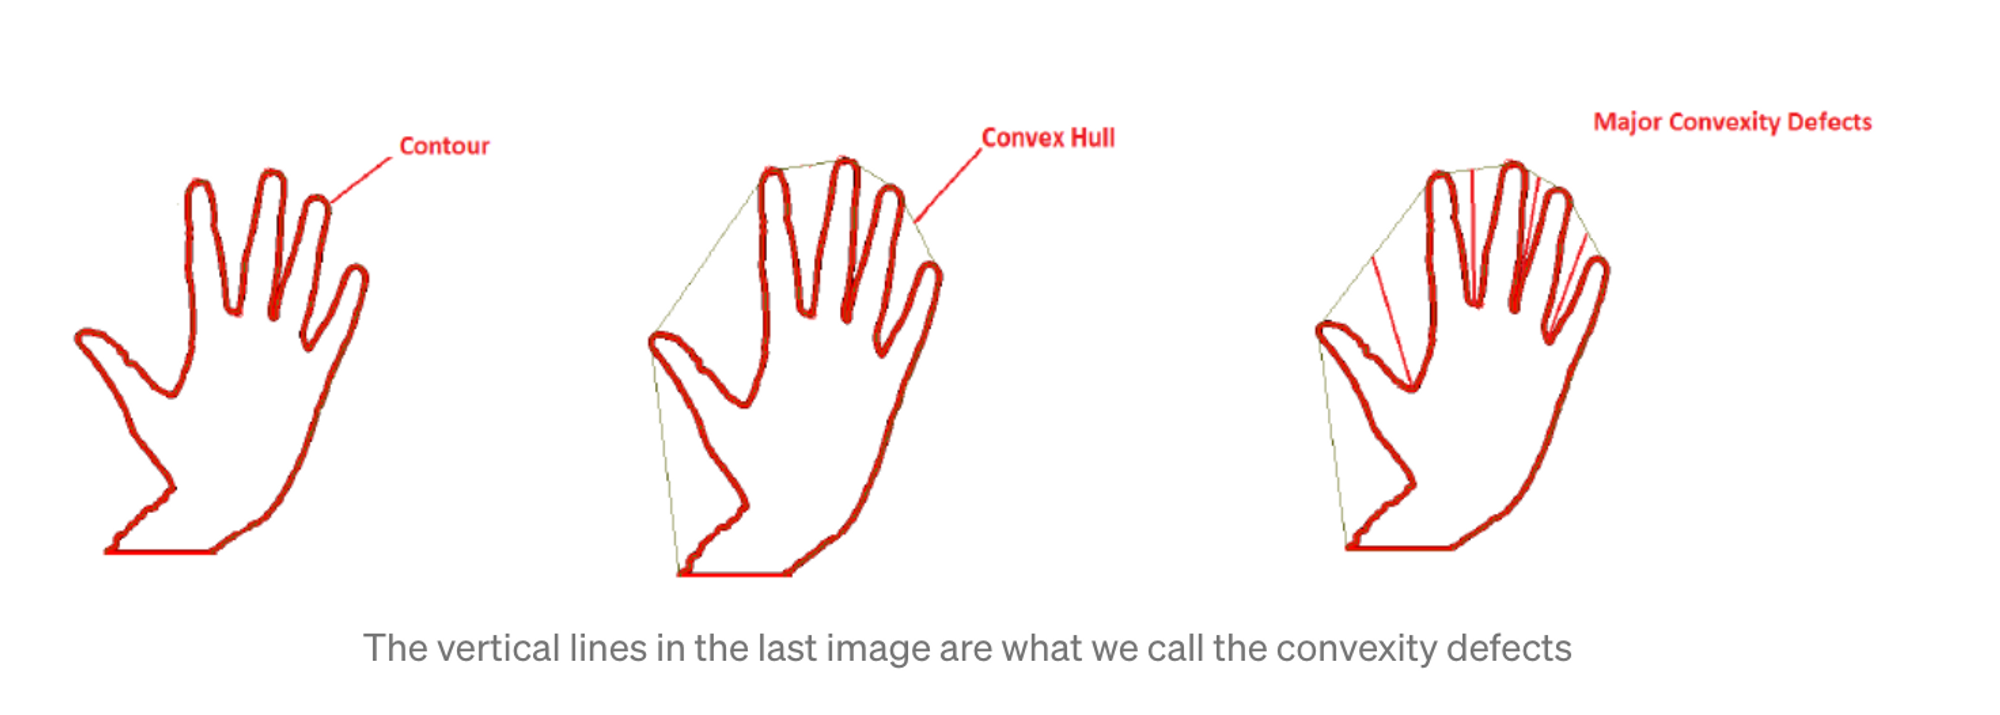 Contour
Convex Hull
Major Convexity Defects
The vertical lines in the last image are what we call the convexity defects